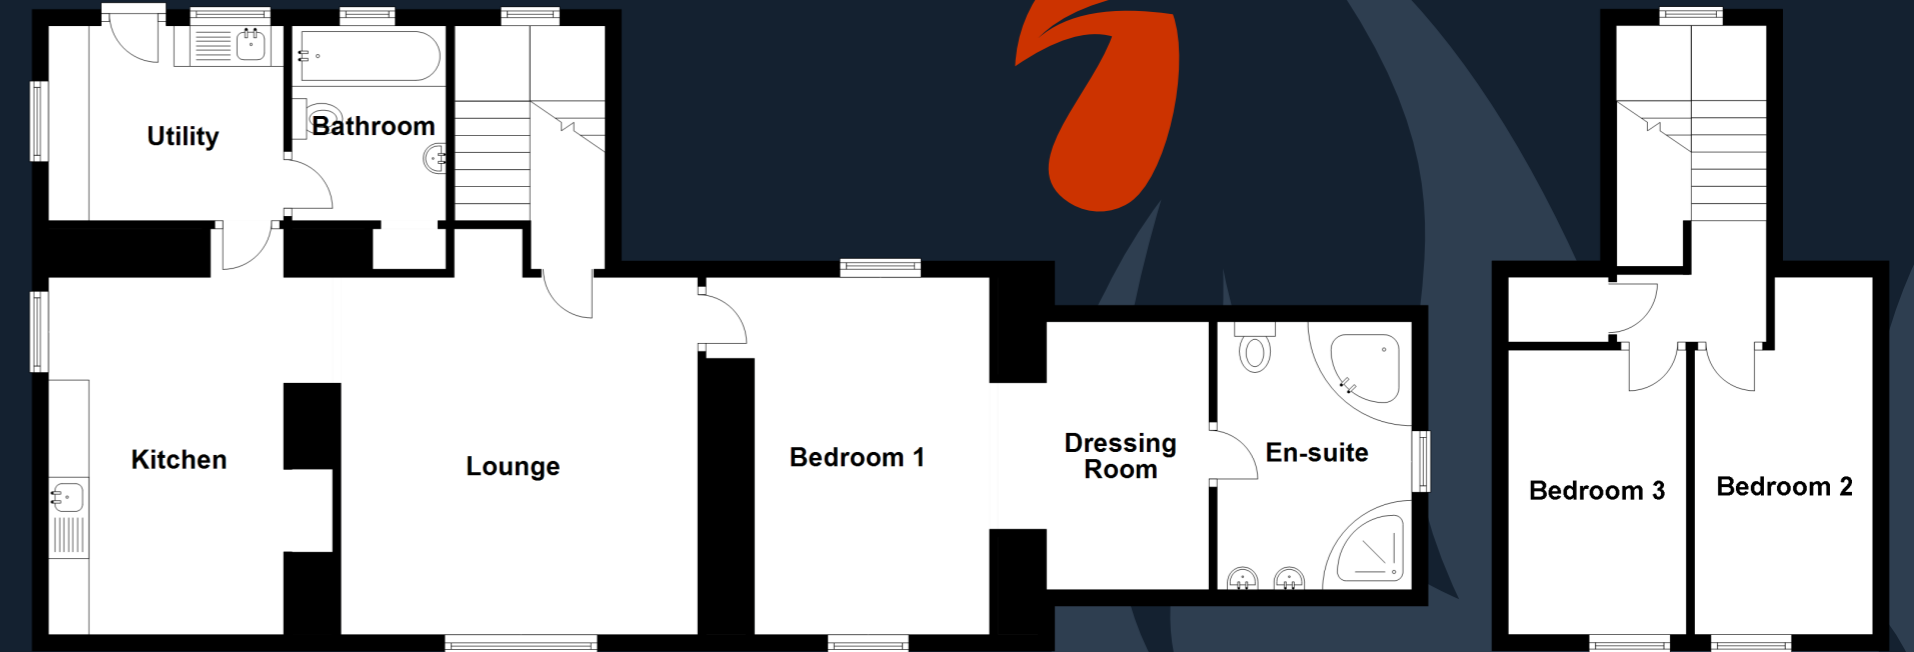 Utility
Bathroom
Kitchen
Lounge
Bedroom 1
Dressing
Room
En-suite
Bedroom 3
Bedroom 2